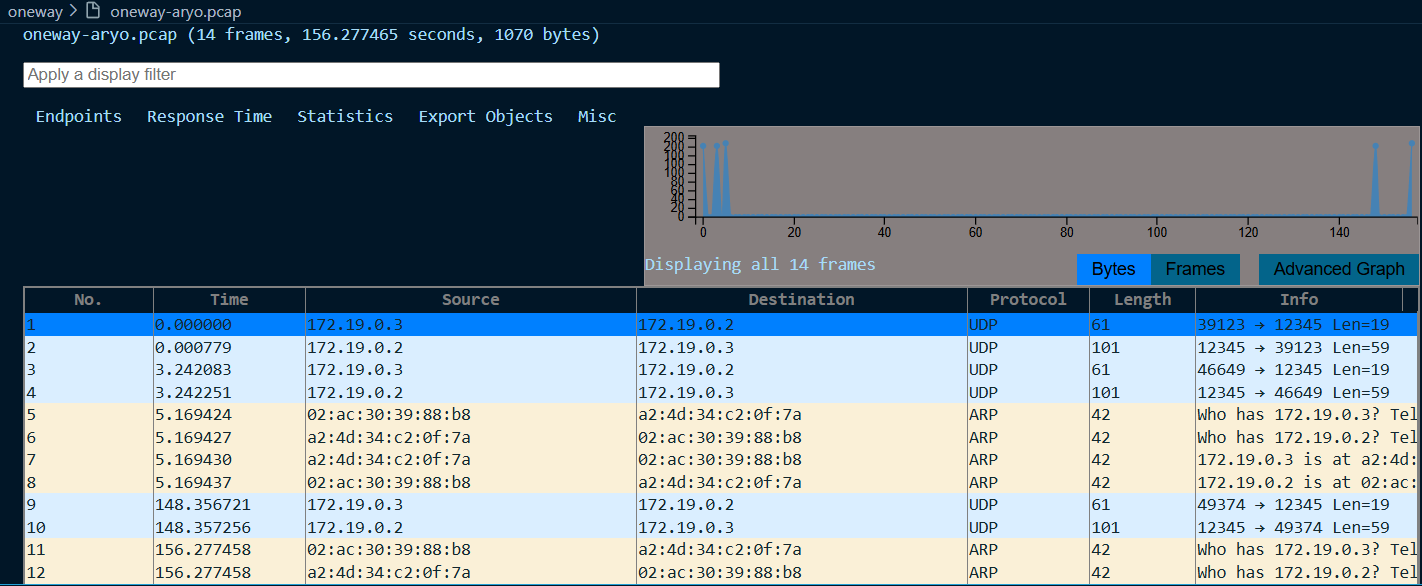 oneway > oneway-aryo.pcap
oneway-aryo.pcap (14 frames, 156.277465 seconds, 1070 bytes)
Apply a display filter
Endpoints Response Time Statistics Export Objects Misc
200
200
100
100
100
80
60
40
20
0
0 20 40 60 80 100 120 140
Displaying all 14 frames Bytes Frames Advanced Graph
No. Time Source Destination Protocol Length Info
1 0.000000 172.19.0.3 172.19.0.2 UDP 61 39123 → 12345 Len=19
2 0.000779 172.19.0.2 172.19.0.3 UDP 101 12345 → 39123 Len=59
3 3.242083 172.19.0.3 172.19.0.2 UDP 61 46649 → 12345 Len=19
4 3.242251 172.19.0.2 172.19.0.3 UDP 101 12345 → 46649 Len=59
5 5.169424 02:ac:30:39:88:b8 a2:4d:34:c2:0f:7a ARP 42 Who has 172.19.0.3? Tel
6 5.169427 a2:4d:34:c2:0f:7a 02:ac:30:39:88:b8 ARP 42 Who has 172.19.0.2? Tel
7 5.169430 a2:4d:34:c2:0f:7a 02:ac:30:39:88:b8 ARP 42 172.19.0.3 is at a2:4d:
8 5.169437 02:ac:30:39:88:b8 a2:4d:34:c2:0f:7a ARP 42 172.19.0.2 is at 02:ac:
9 148.356721 172.19.0.3 172.19.0.2 UDP 61 49374 → 12345 Len=19
10 148.357256 172.19.0.2 172.19.0.3 UDP 101 12345 → 49374 Len=59
11 156.277458 02:ac:30:39:88:b8 a2:4d:34:c2:0f:7a ARP 42 Who has 172.19.0.3? Tel
12 156.277458 a2:4d:34:c2:0f:7a 02:ac:30:39:88:b8 ARP 42 Who has 172.19.0.2? Tel